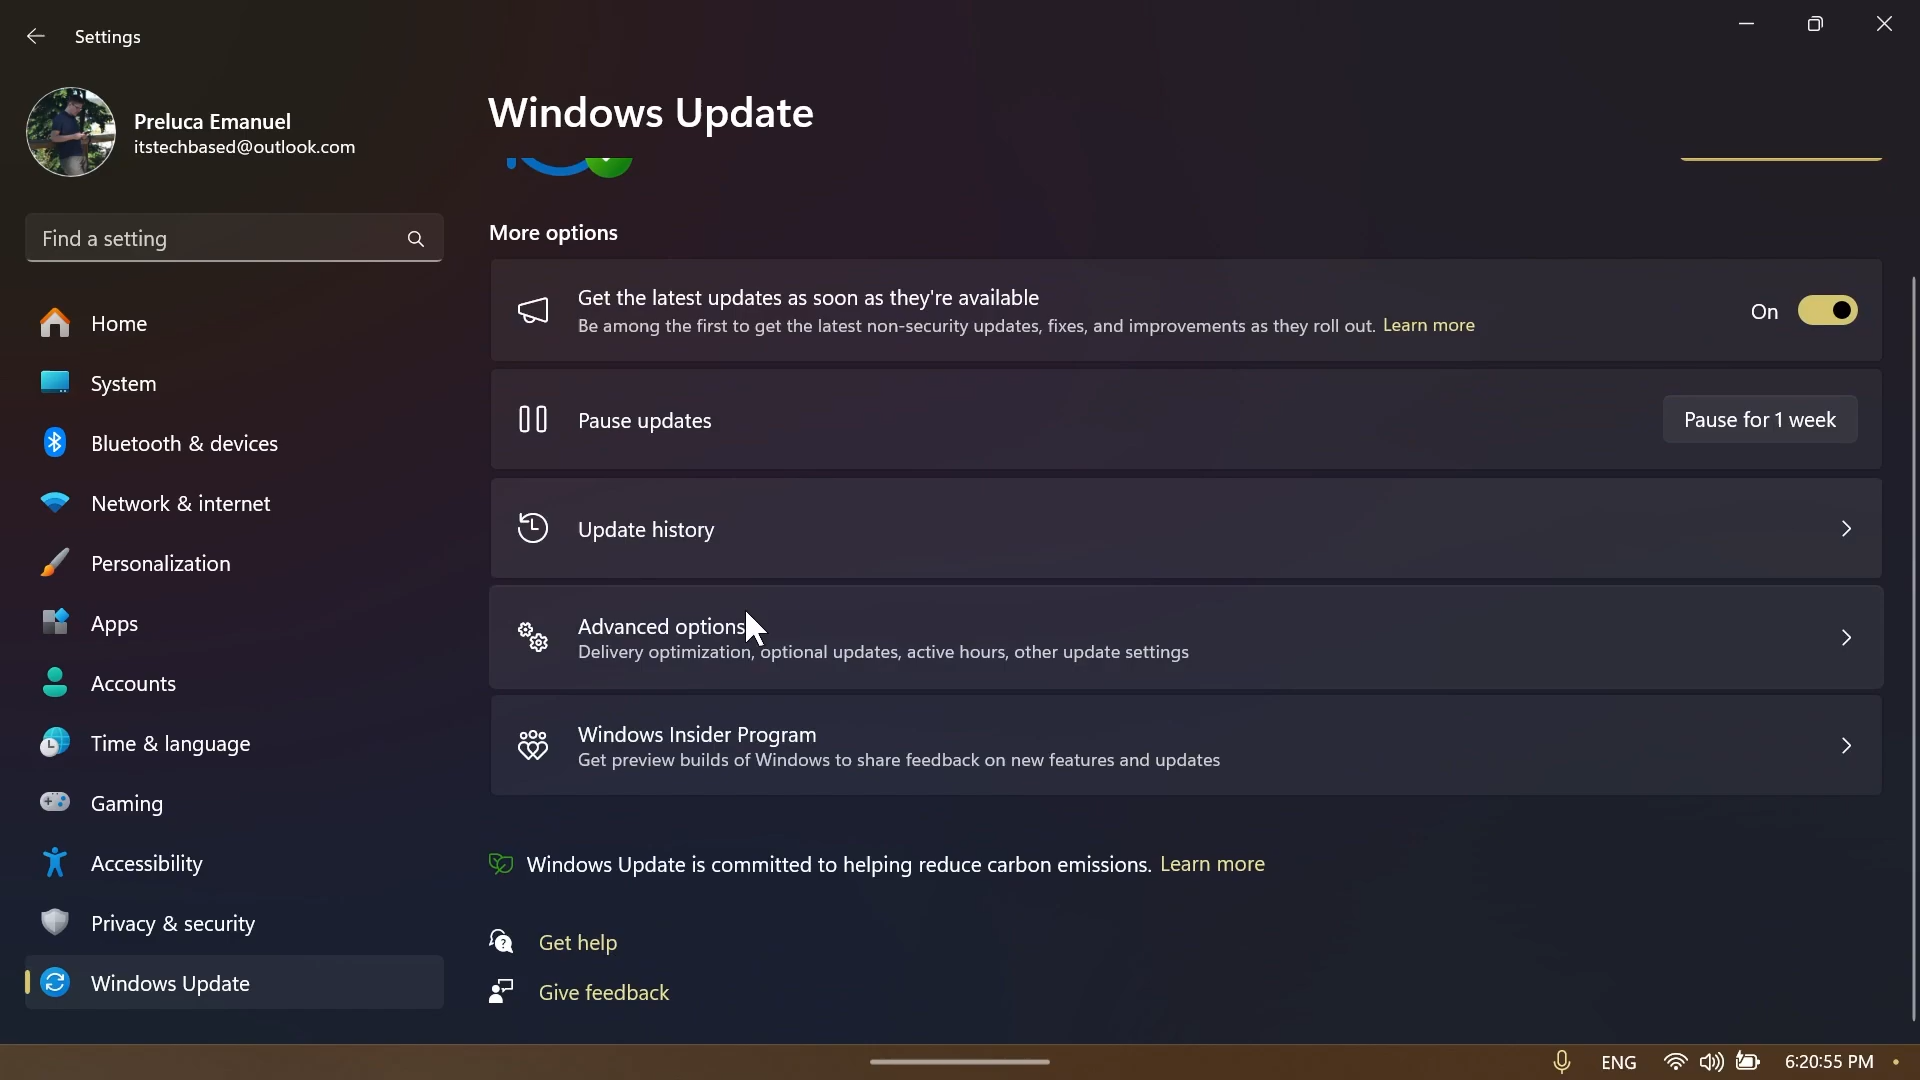 Settings
Preluca Emanuel
itstechbased@outlook.com
Find a setting
Home
System
Bluetooth & devices
Network & internet
Personalization
Apps
Accounts
Time & language
Gaming
Accessibility
Privacy & security
Windows Update
Windows Update
More options
Get the latest updates as soon as they're available
Be among the first to get the latest non-security updates, fixes, and improvements as they roll out. Learn more
On
Pause updates
Pause for 1 week
Update history
Advanced options
Delivery optimization, optional updates, active hours, other update settings
Windows Insider Program
Get preview builds of Windows to share feedback on new features and updates
Windows Update is committed to helping reduce carbon emissions. Learn more
Get help
Give feedback
ENG
6:20:55 PM